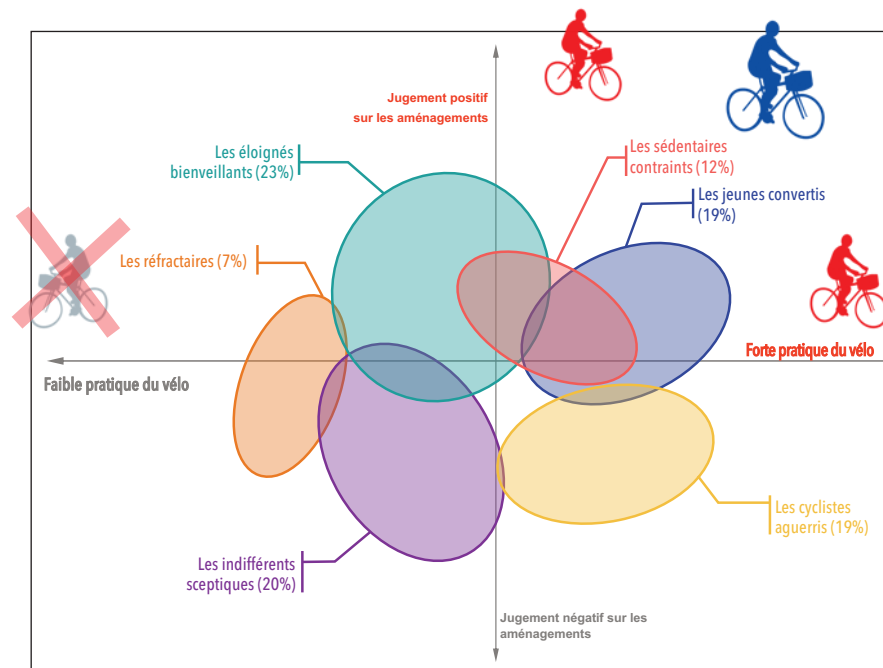 Jugement positif
sur les aménagements
Les éloignés
bienveillants (23%)
Les sédentaires
contraints (12%)
Les jeunes convertis
(19%)
Les réfractaires (7%)
Forte pratique du vélo
Faible pratique du vélo
Les cyclistes
aguerris (19%)
Les indifférents
sceptiques (20%)
Jugement négatif sur les
aménagements